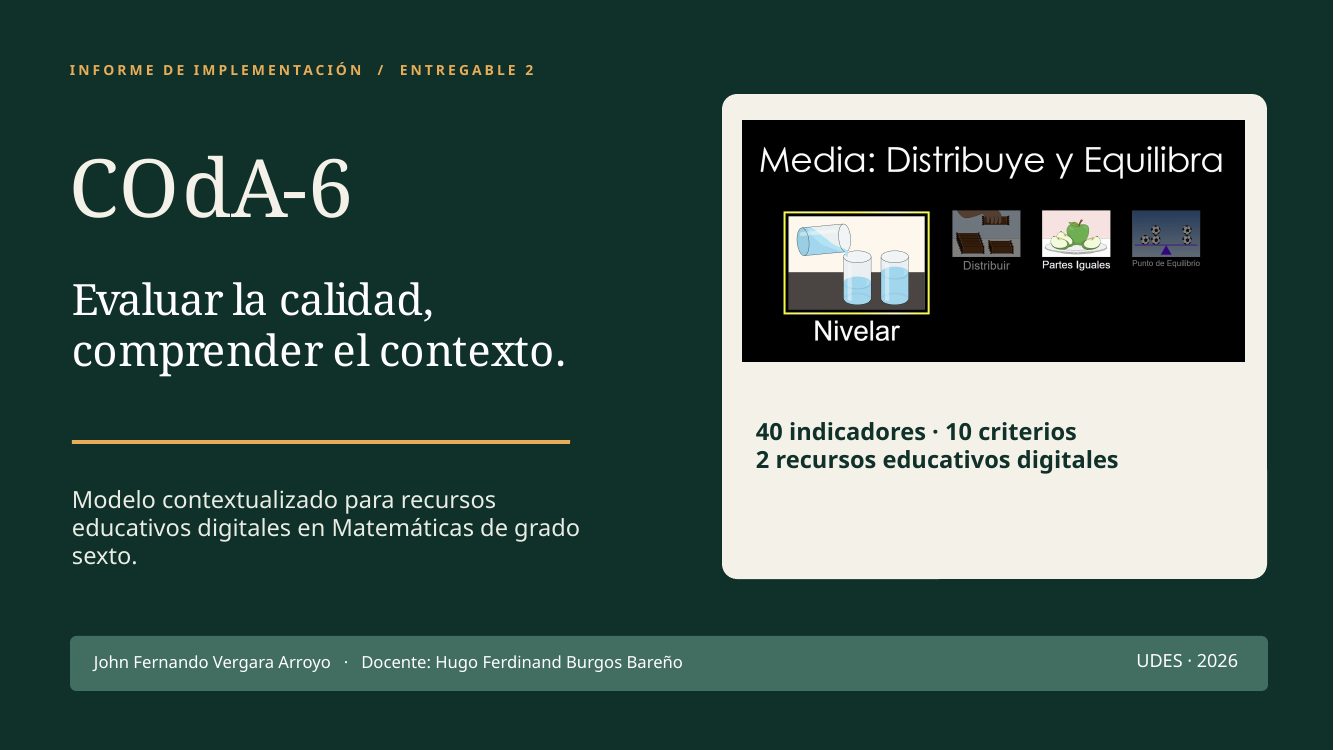 INFORME DE IMPLEMENTACIÓN / ENTREGABLE 2
COdA-6
Evaluar la calidad,
comprender el contexto.
Modelo contextualizado para recursos
educativos digitales en Matemáticas de grado
sexto.
Media: Distribuye y Equilibra
Nivelar
Distribuir
Partes Iguales
Punto de Equilibrio
40 indicadores · 10 criterios
2 recursos educativos digitales
John Fernando Vergara Arroyo · Docente: Hugo Ferdinand Burgos Bareño
UDES · 2026